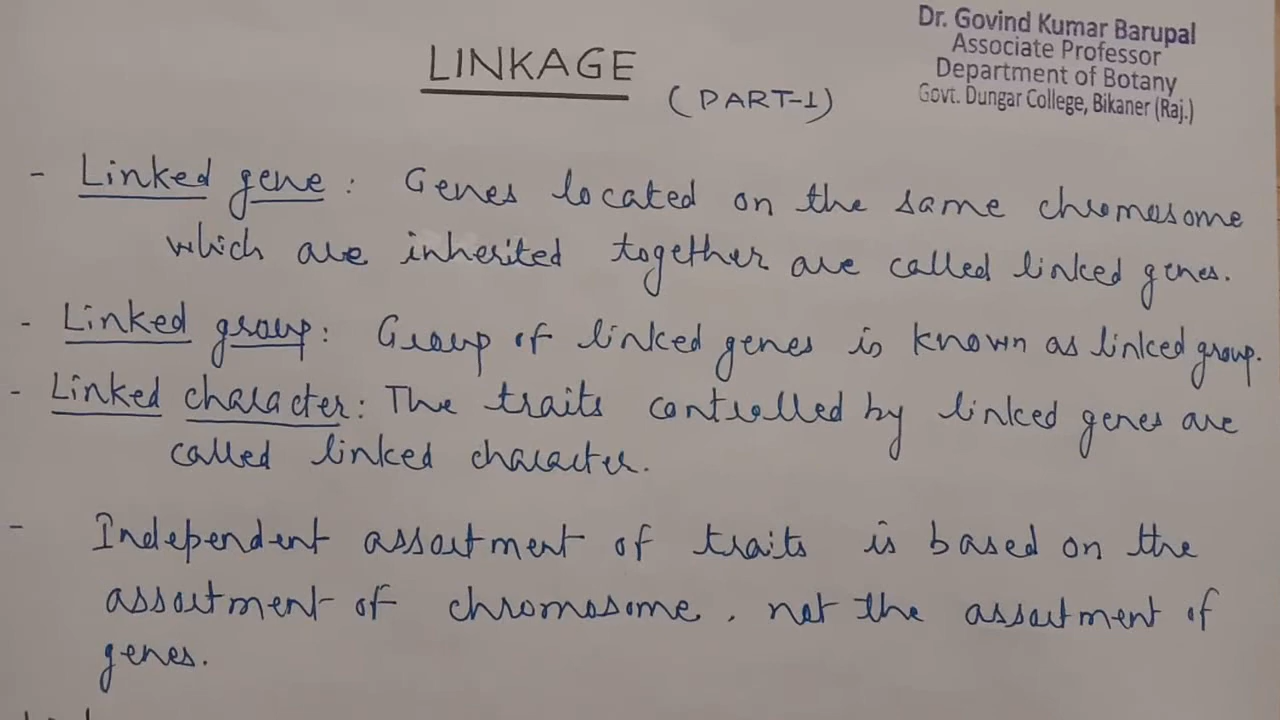 Dr. Govind Kumar Barupal
Associate Professor
Department of Botany
Govt. Dungar College, Bikaner (Raj.)
LINKAGE
(PART-1)
- Linked gene: Genes located on the same chromosome
which are inherited together are called linked genes.
- Linked group: Group of linked genes is known as linked group.
- Linked character: The traits controlled by linked genes are
called linked character.
- Independent assortment of traits is based on the
assortment of chromosome, not the assortment of
genes.